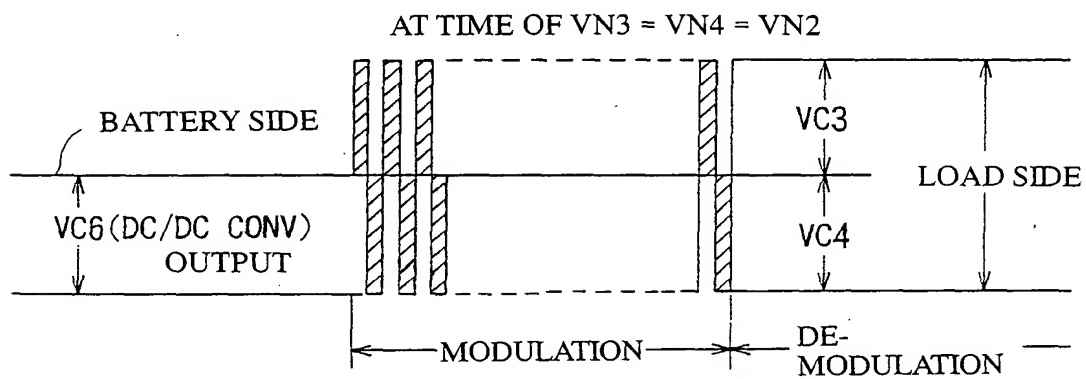 AT TIME OF VN3 = VN4 = VN2
BATTERY SIDE
VC3
LOAD SIDE
VC6(DC/DC CONV)
OUTPUT
VC4
MODULATION
DE-
MODULATION